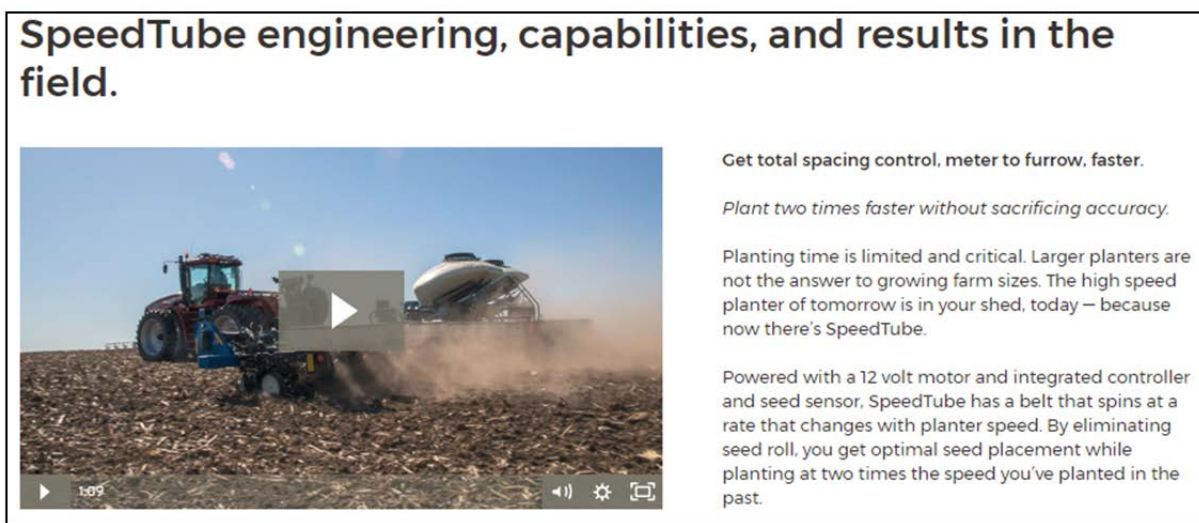 SpeedTube engineering, capabilities, and results in the
field.
Get total spacing control, meter to furrow, faster.
Plant two times faster without sacrificing accuracy.
Planting time is limited and critical. Larger planters are
not the answer to growing farm sizes. The high speed
planter of tomorrow is in your shed, today — because
now there's SpeedTube.
Powered with a 12 volt motor and integrated controller
and seed sensor, SpeedTube has a belt that spins at a
rate that changes with planter speed. By eliminating
seed roll, you get optimal seed placement while
planting at two times the speed you've planted in the
past.
1:09